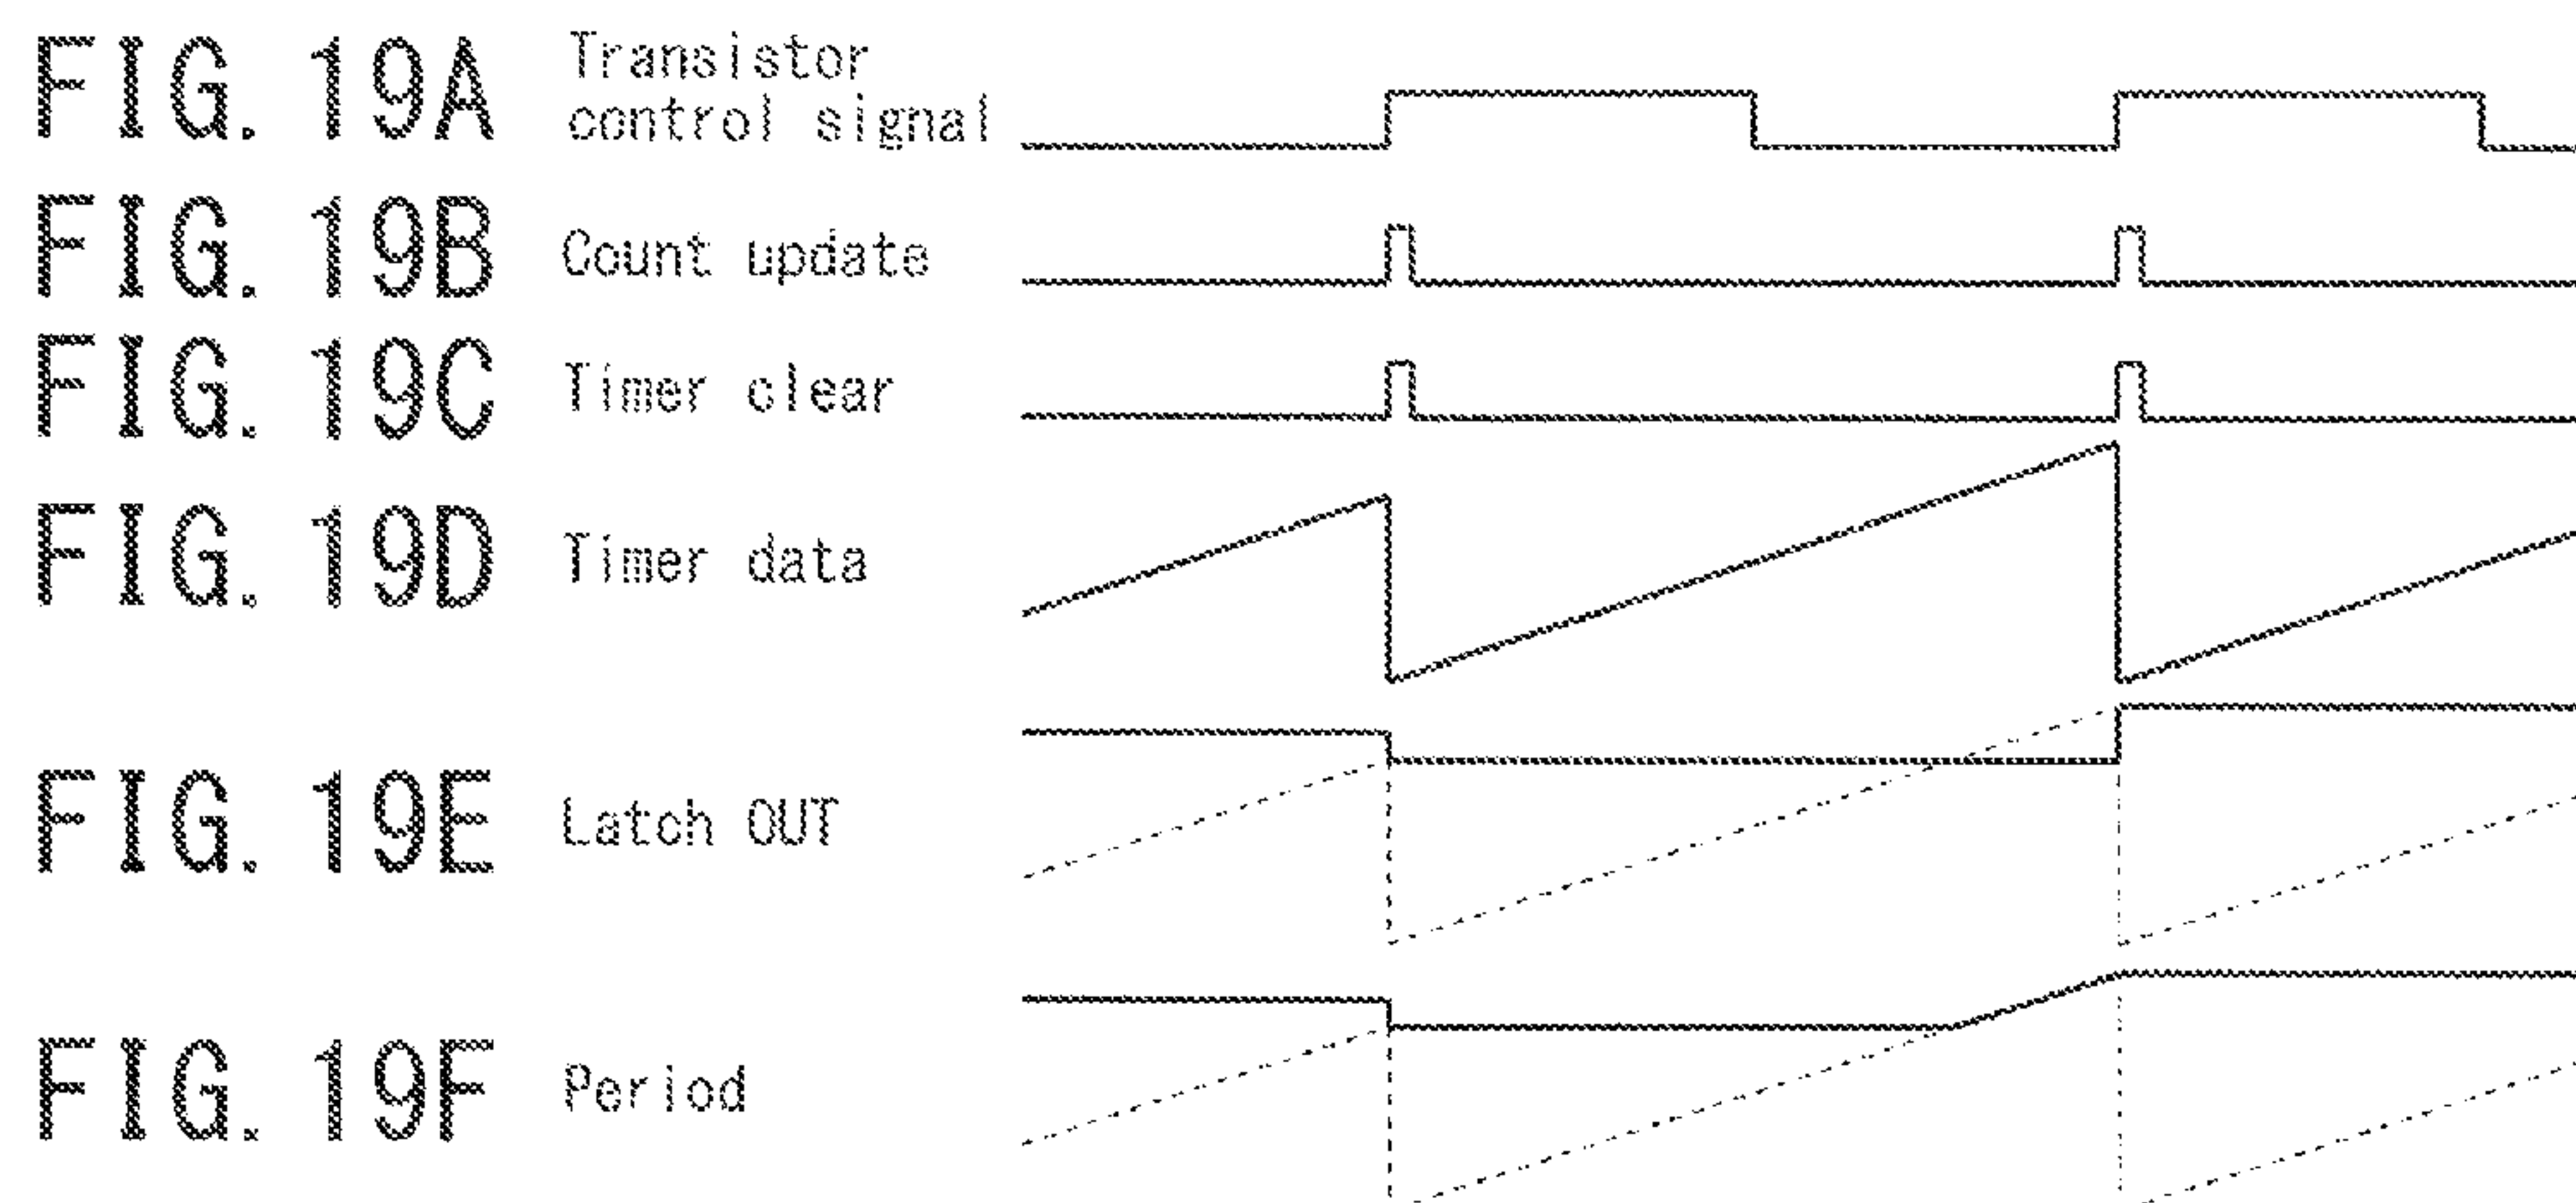 FIG. 19A Transistor
control signal
FIG. 19B Count update
FIG. 19C Timer clear
FIG. 19D Timer data
FIG. 19E Latch OUT
FIG. 19F Period